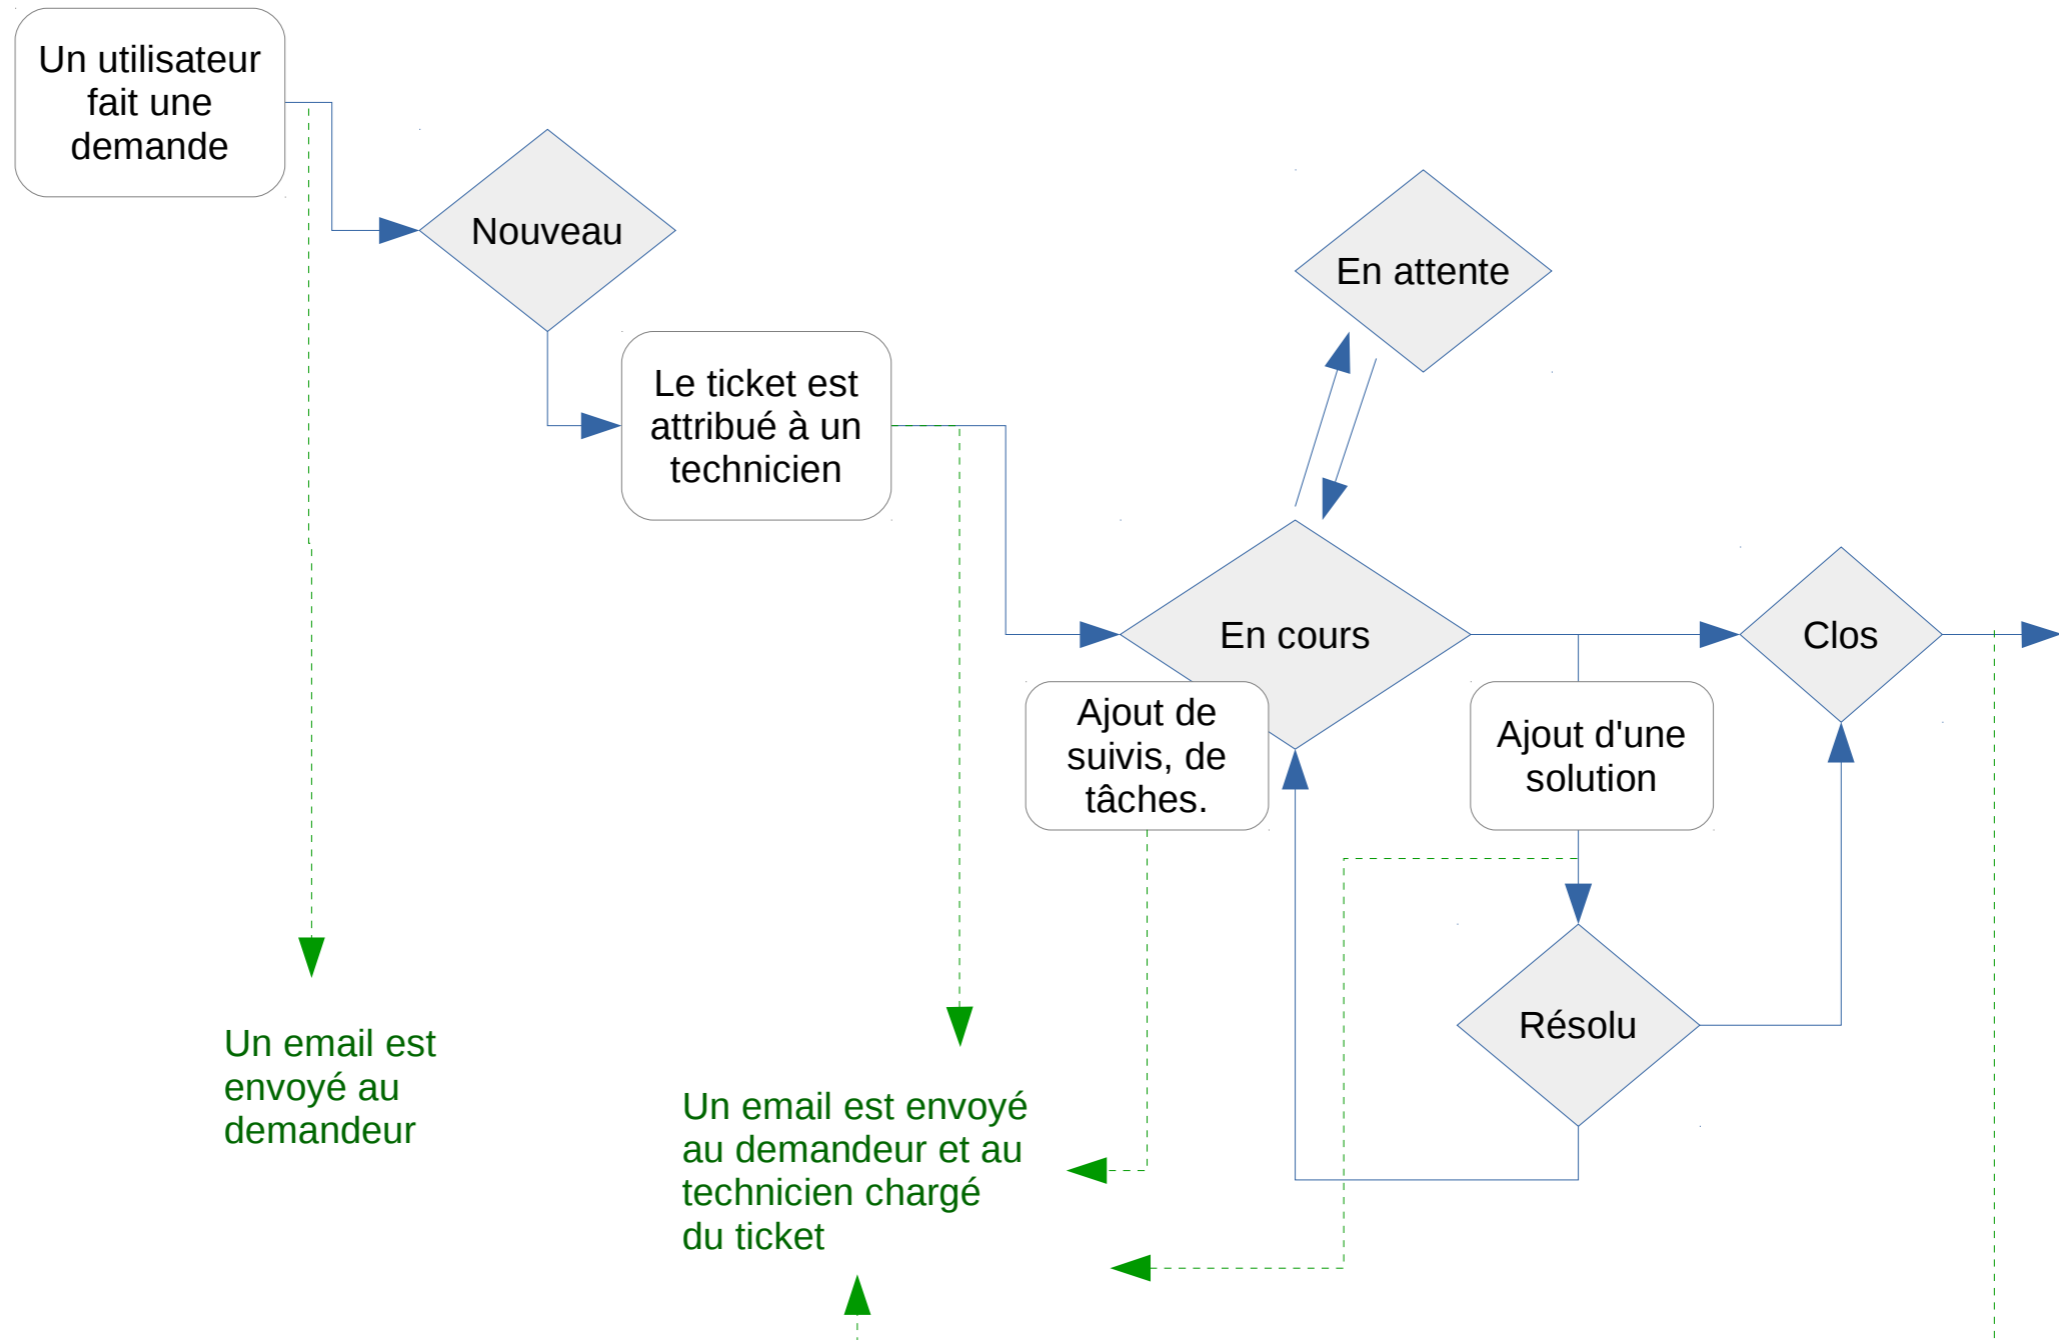 Un utilisateur
fait une
demande
Nouveau
En attente
Le ticket est
attribué à un
technicien
En cours
Clos
Ajout de
suivis, de
tâches.
Ajout d'une
solution
Résolu
Un email est
envoyé au
demandeur
Un email est envoyé
au demandeur et au
technicien chargé
du ticket